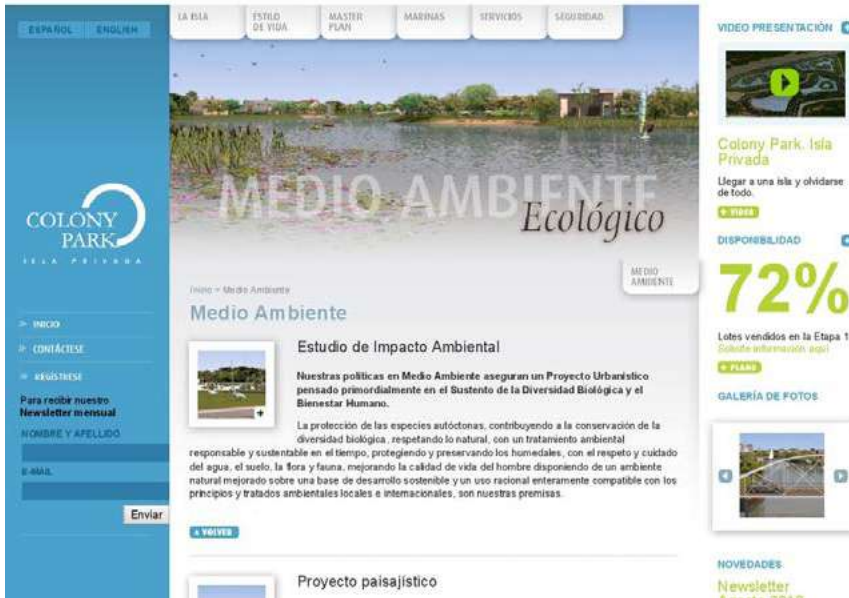 ESPAÑOL ENGLISH
LA ISLA
ESTILO
DE VIDA
MASTER
PLAN
MARINAS
SERVICIOS
SEGURIDAD
COLONY
PARK
ISLA PRIVADA
» INICIO
» CONTÁCTESE
» REGÍSTRESE
Para recibir nuestro
Newsletter mensual
NOMBRE Y APELLIDO
E-MAIL
Enviar
MEDIO AMBIENTE
Ecológico
MEDIO
AMBIENTE
Inicio » Medio Ambiente
Medio Ambiente
Estudio de Impacto Ambiental
Nuestras políticas en Medio Ambiente aseguran un Proyecto Urbanístico
pensado primordialmente en el Sustento de la Diversidad Biológica y el
Bienestar Humano.
La protección de las especies autóctonas, contribuyendo a la conservación de la
diversidad biológica, respetando lo natural, con un tratamiento ambiental
responsable y sustentable en el tiempo, protegiendo y preservando los humedales, con el respeto y cuidado
del agua, el suelo, la flora y fauna, mejorando la calidad de vida del hombre disponiendo de un ambiente
natural mejorado sobre una base de desarrollo sostenible y un uso racional enteramente compatible con los
principios y tratados ambientales locales e internacionales, son nuestras premisas.
« VOLVER
Proyecto paisajístico
VIDEO PRESENTACIÓN
Colony Park. Isla
Privada
Llegar a una isla y olvidarse
de todo.
+ VIDEO
DISPONIBILIDAD
72%
Lotes vendidos en la Etapa 1
Solicite información aquí
+ PLANO
GALERÍA DE FOTOS
NOVEDADES
Newsletter